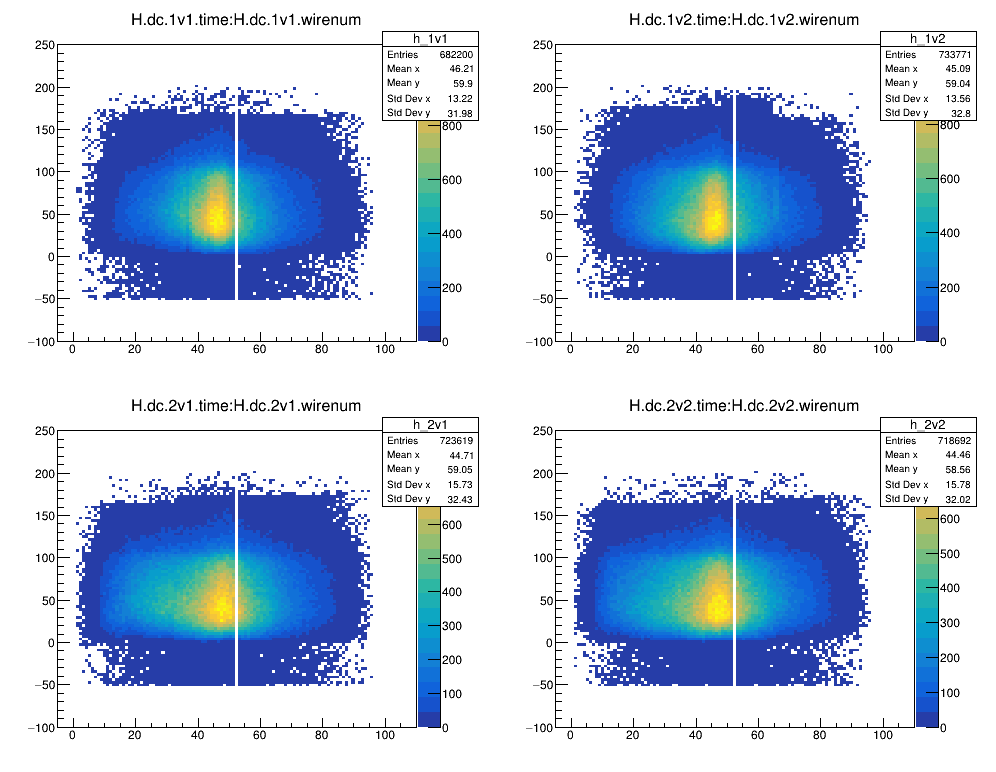 H.dc.1v1.time:H.dc.1v1.wirenum
h_1v1
Entries 682200
Mean x 46.21
Mean y 59.9
Std Dev x 13.22
Std Dev y 31.98
250
200
150
100
50
0
−50
−100
0 20 40 60 80 100
800
600
400
200
0
H.dc.1v2.time:H.dc.1v2.wirenum
h_1v2
Entries 733771
Mean x 45.09
Mean y 59.04
Std Dev x 13.56
Std Dev y 32.8
250
200
150
100
50
0
−50
−100
0 20 40 60 80 100
800
600
400
200
0
H.dc.2v1.time:H.dc.2v1.wirenum
h_2v1
Entries 723619
Mean x 44.71
Mean y 59.05
Std Dev x 15.73
Std Dev y 32.43
250
200
150
100
50
0
−50
−100
0 20 40 60 80 100
600
500
400
300
200
100
0
H.dc.2v2.time:H.dc.2v2.wirenum
h_2v2
Entries 718692
Mean x 44.46
Mean y 58.56
Std Dev x 15.78
Std Dev y 32.02
250
200
150
100
50
0
−50
−100
0 20 40 60 80 100
600
500
400
300
200
100
0